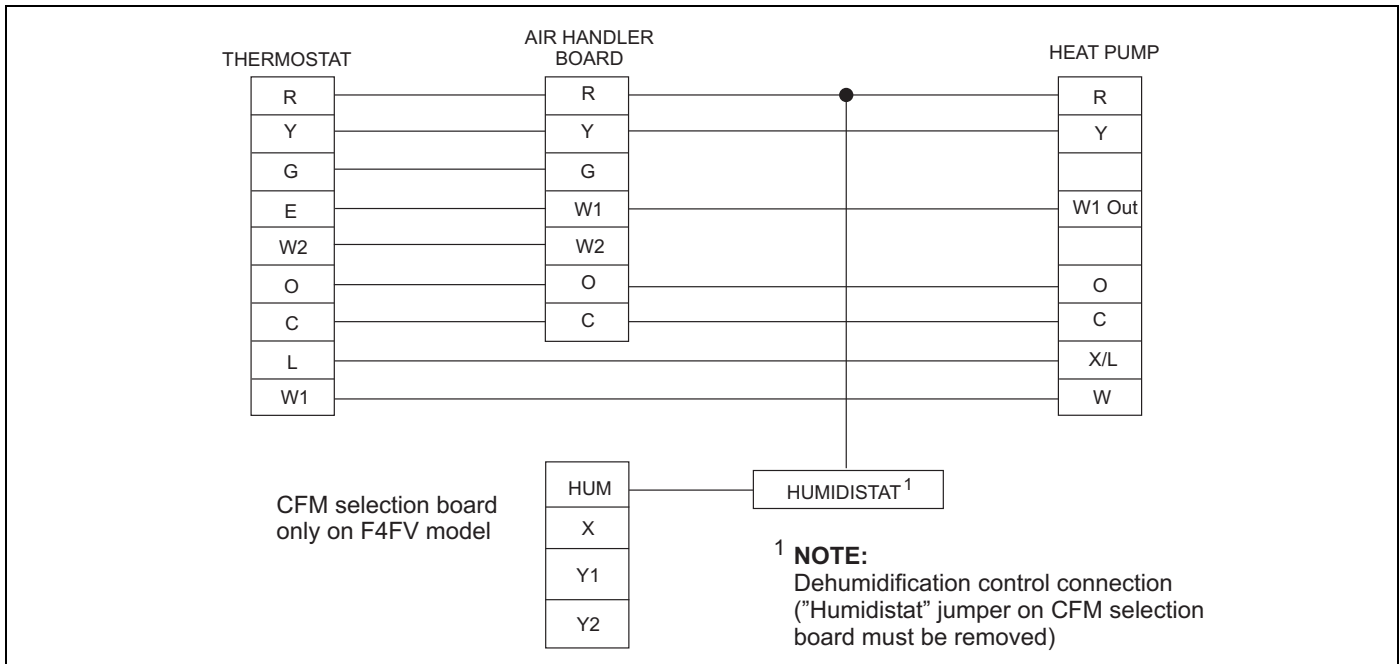 THERMOSTAT
R
Y
G
E
W2
O
C
L
W1
AIR HANDLER
BOARD
R
Y
G
W1
W2
O
C
HEAT PUMP
R
Y
W1 Out
O
C
X/L
W
CFM selection board
only on F4FV model
HUM
X
Y1
Y2
HUMIDISTAT 1
1 NOTE:
Dehumidification control connection
("Humidistat" jumper on CFM selection
board must be removed)